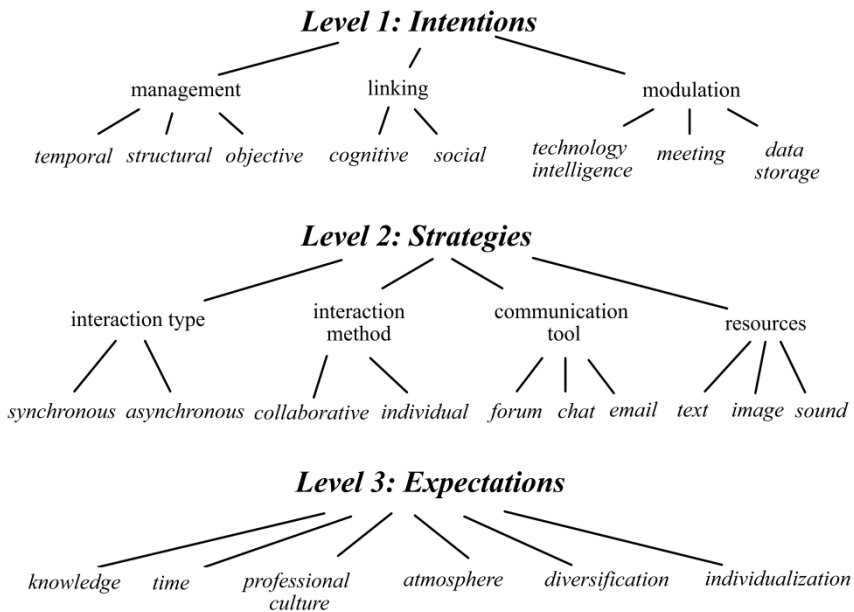 Level 1: Intentions
management linking modulation
temporal structural objective cognitive social technology intelligence meeting data storage
Level 2: Strategies
interaction type interaction method communication tool resources
synchronous asynchronous collaborative individual forum chat email text image sound
Level 3: Expectations
knowledge time professional culture atmosphere diversification individualization